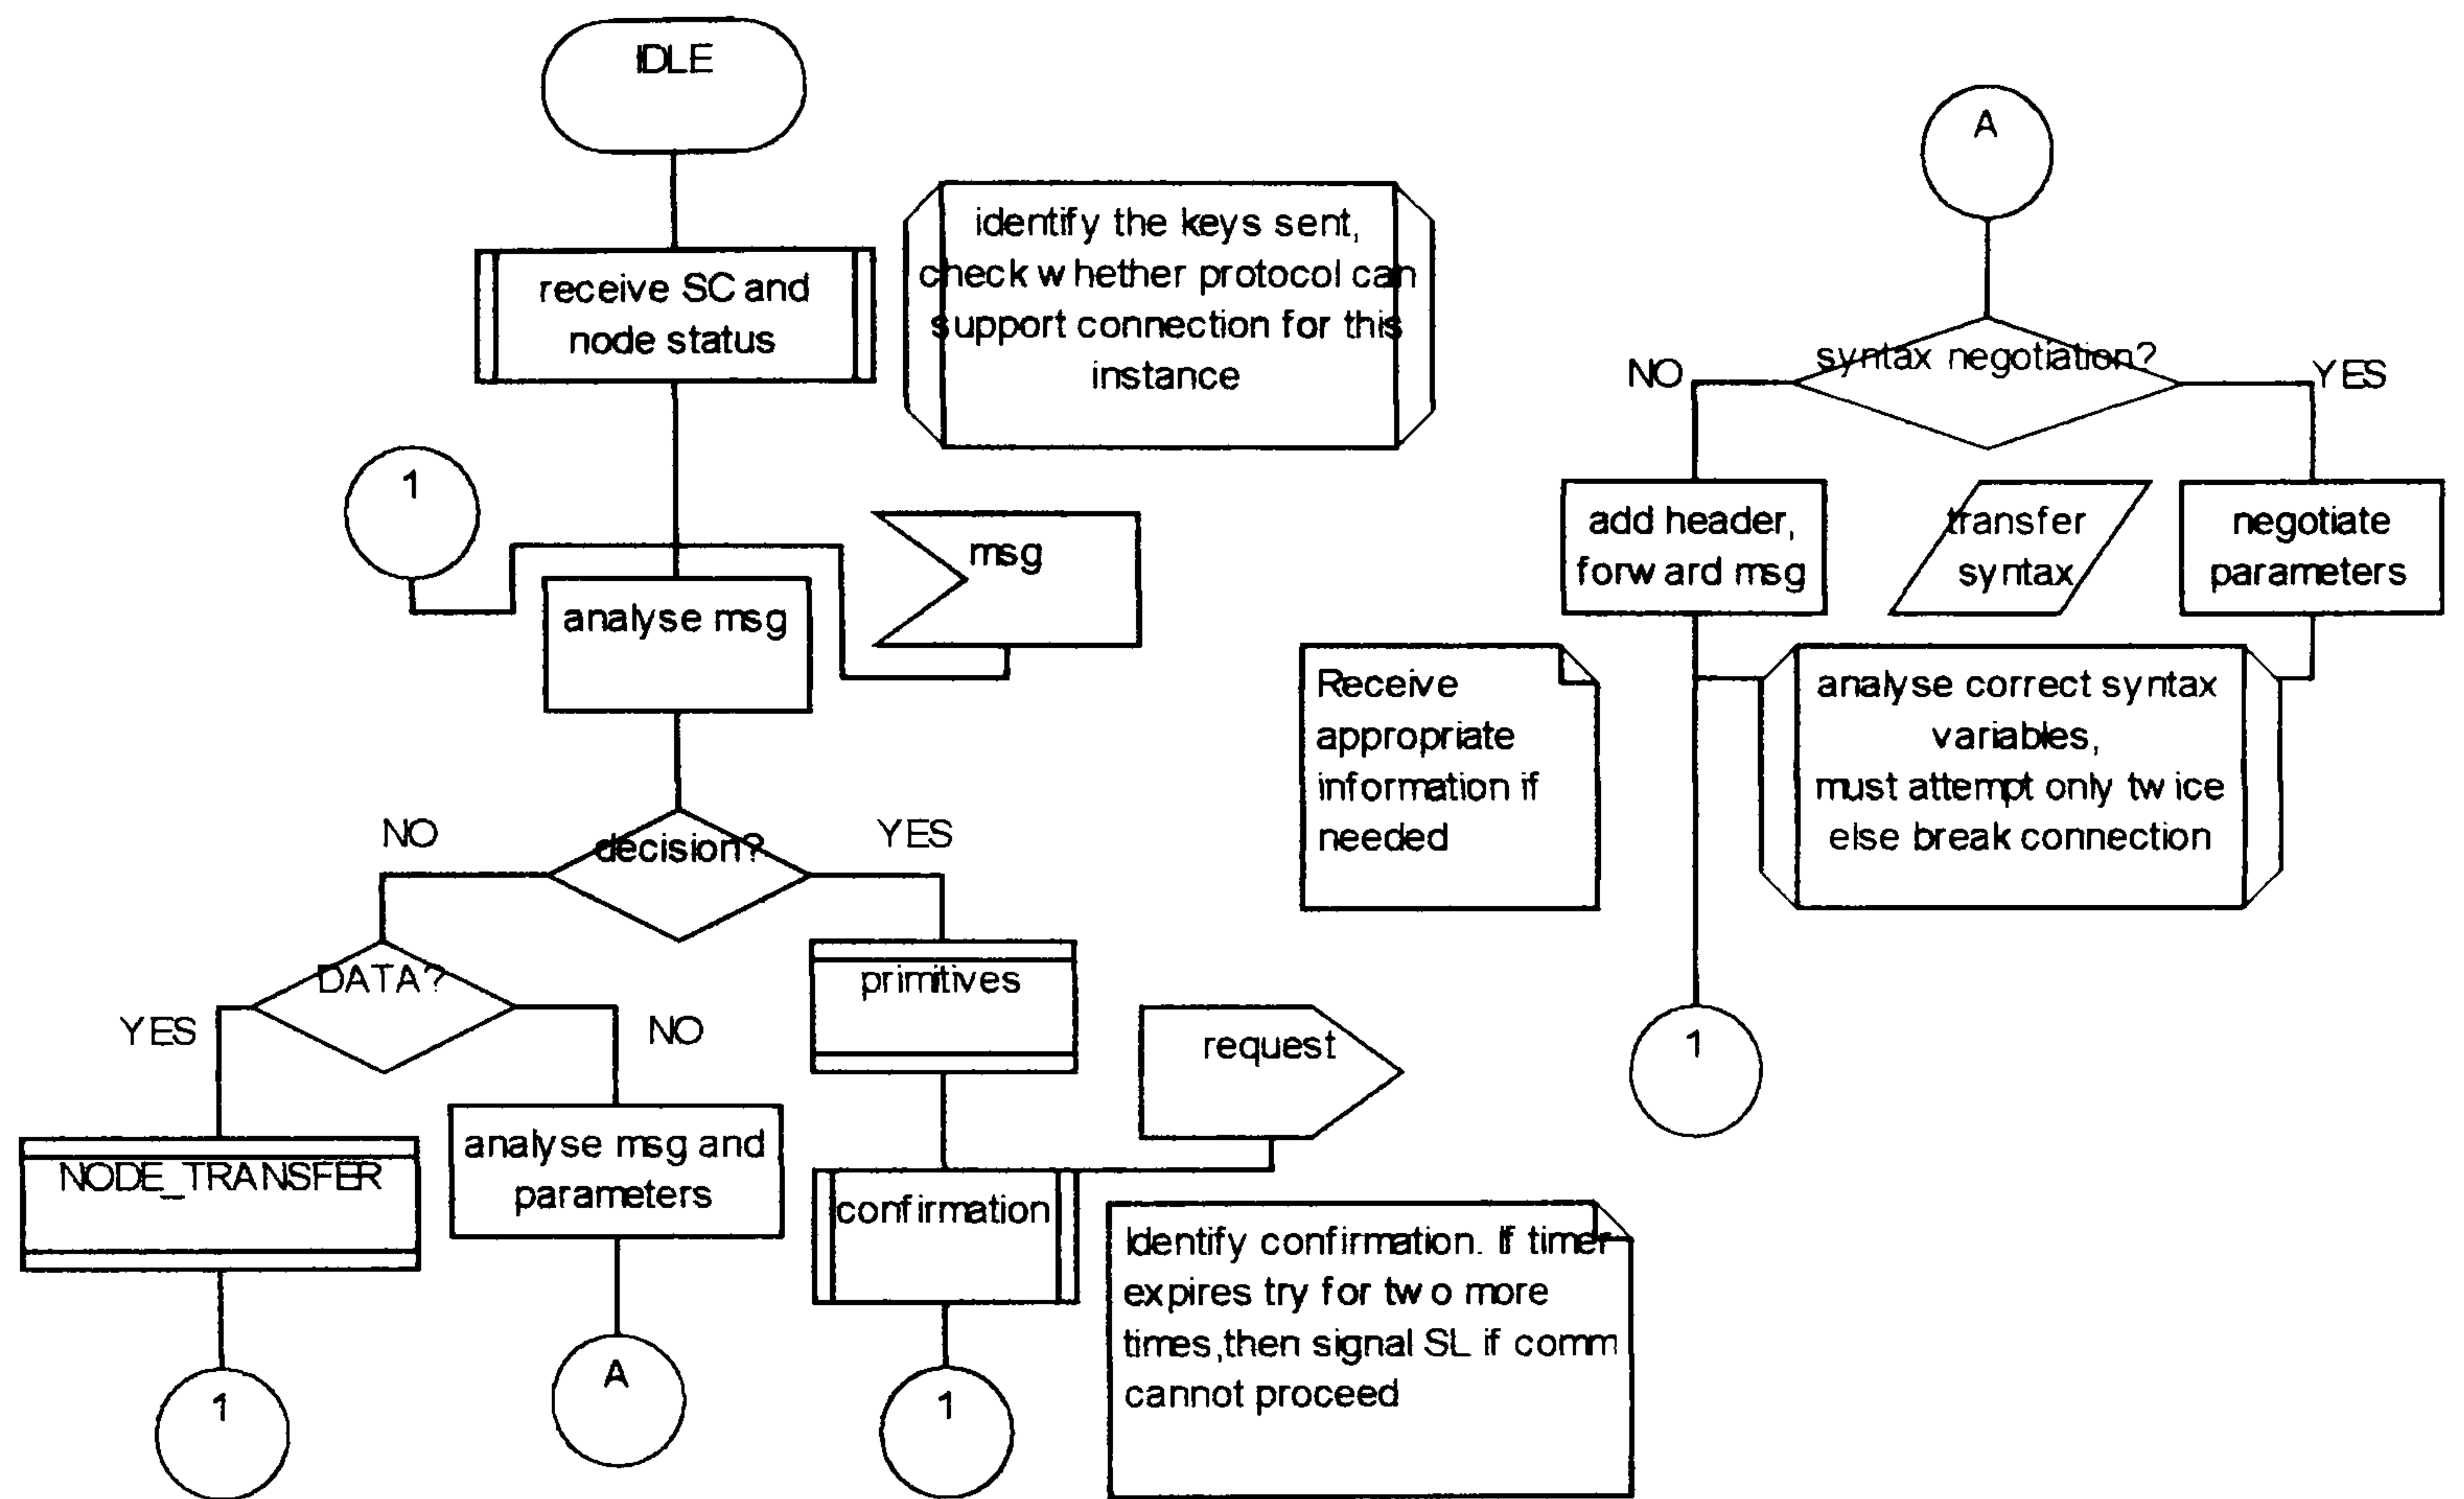 IDLE
receive SC and
node status
identify the keys sent,
check whether protocol can
support connection for this
instance
1
msg
analyse msg
decision?
NO
YES
DATA?
YES
NO
primitives
request
NODE_TRANSFER
analyse msg and
parameters
confirmation
Identify confirmation. If timer
expires try for two more
times,then signal SL if comm
cannot proceed
1
A
1
A
syntax negotiation?
NO
YES
add header,
forward msg
transfer
syntax
negotiate
parameters
Receive
appropriate
information if
needed
analyse correct syntax
variables,
must attempt only twice
else break connection
1